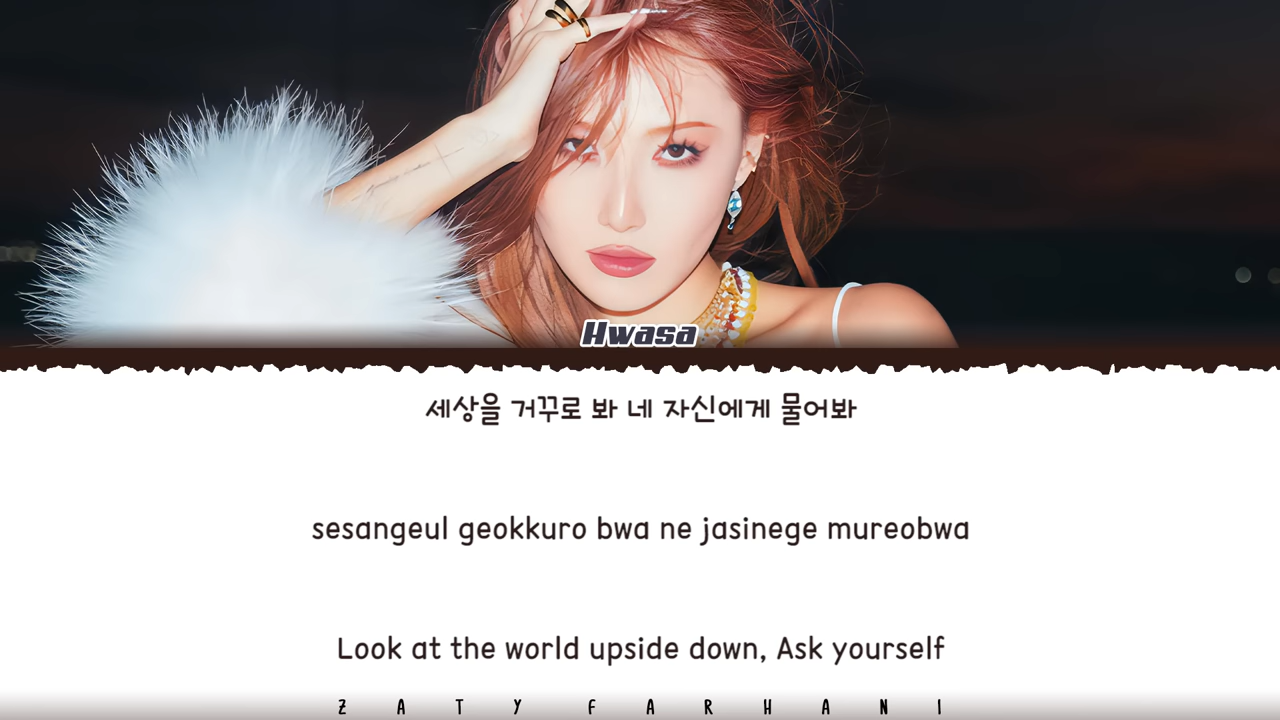 Hwasa
세상을 거꾸로 봐 네 자신에게 물어봐
sesangeul geokkuro bwa ne jasinege mureobwa
Look at the world upside down, Ask yourself
ZATY FARHANI